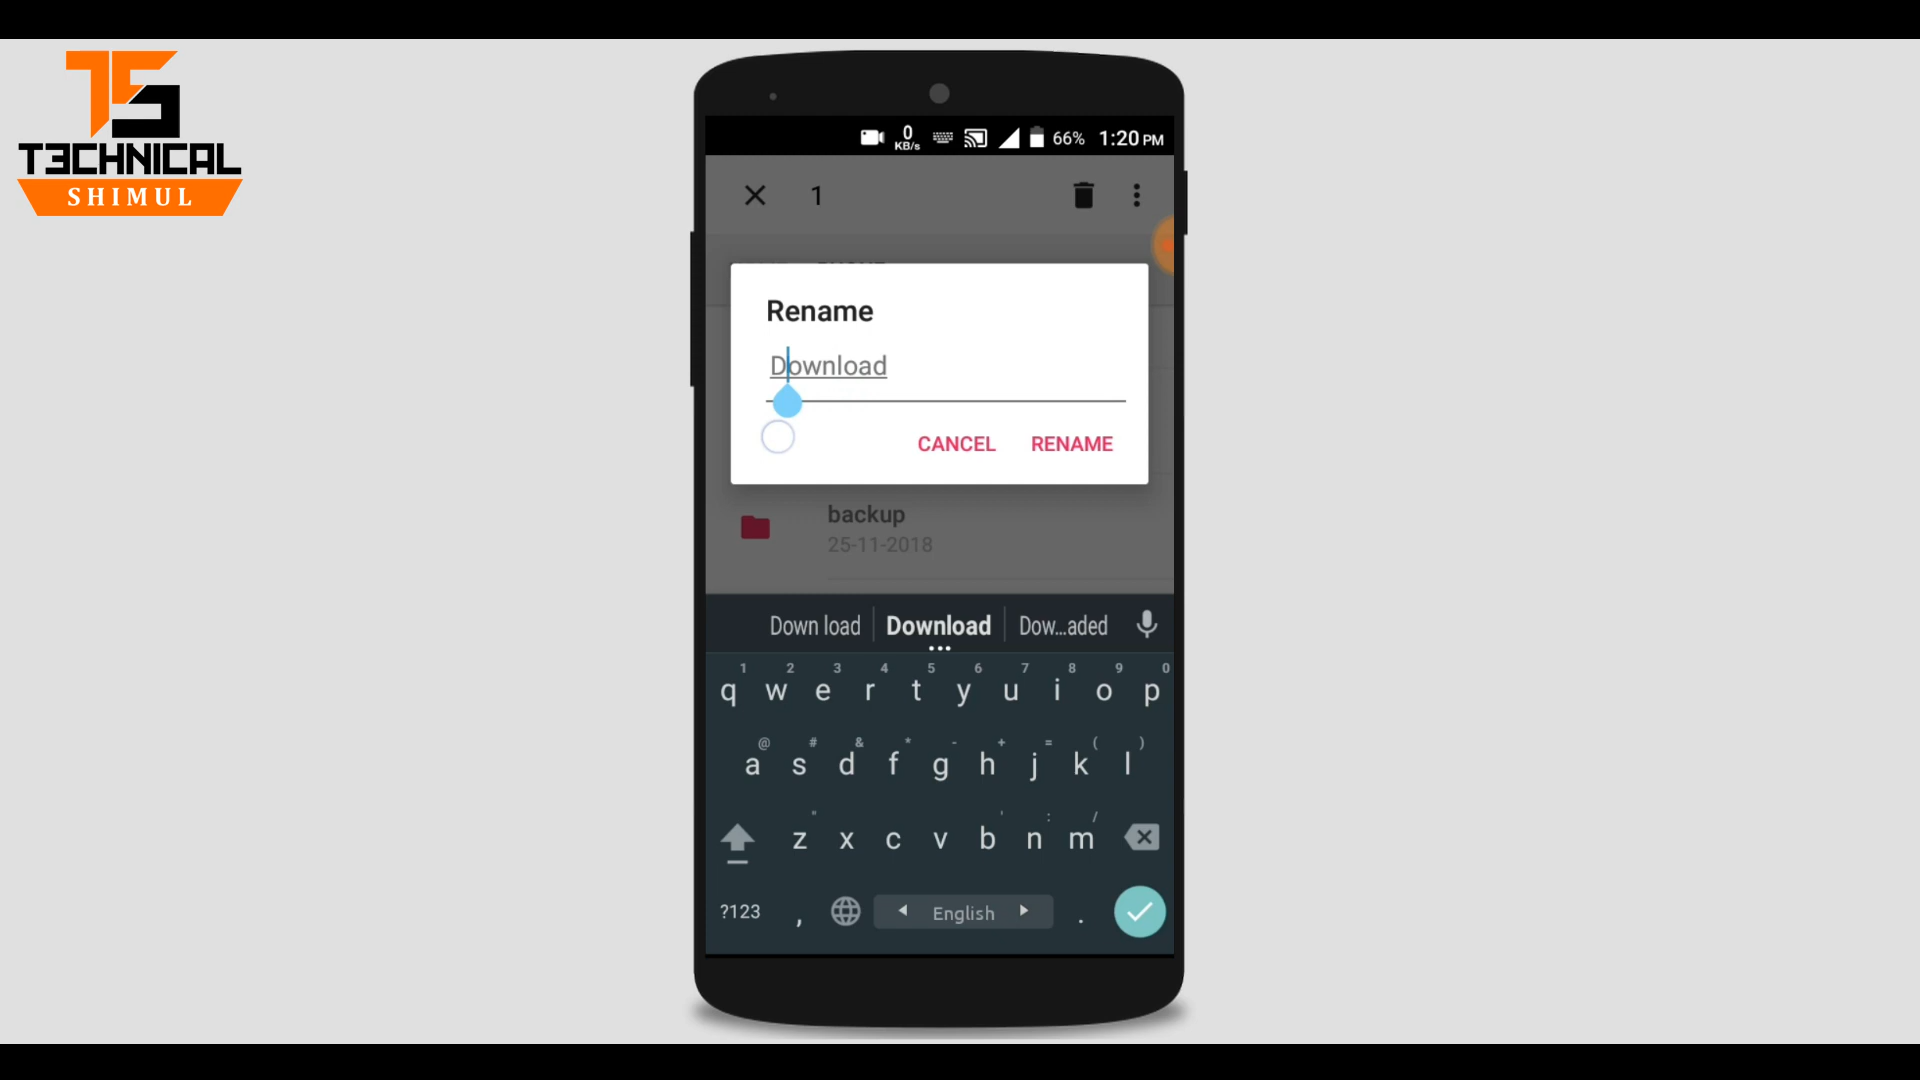 T3CHNICAL
SHIMUL
0
KB/s
66% 1:20 PM
1
Rename
Download
CANCEL RENAME
backup
25-11-2018
Down load Download Dow...aded
1 2 3 4 5 6 7 8 9 0
q w e r t y u i o p
@ # & * - + = ( )
a s d f g h j k l
" ' : /
z x c v b n m
?123 , English .